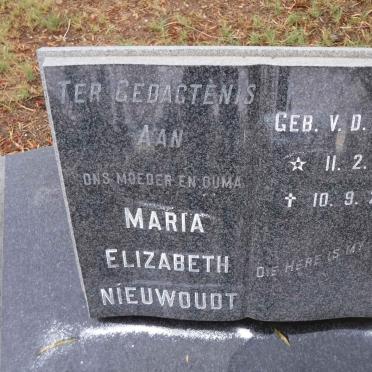 TER GEDAGTENIS
AAN
ONS MOEDER EN OUMA
MARIA
ELIZABETH
NIEUWOUDT
GEB. V. D.
☆ 11. 2.
✝ 10. 9.
DIE HERE IS MY